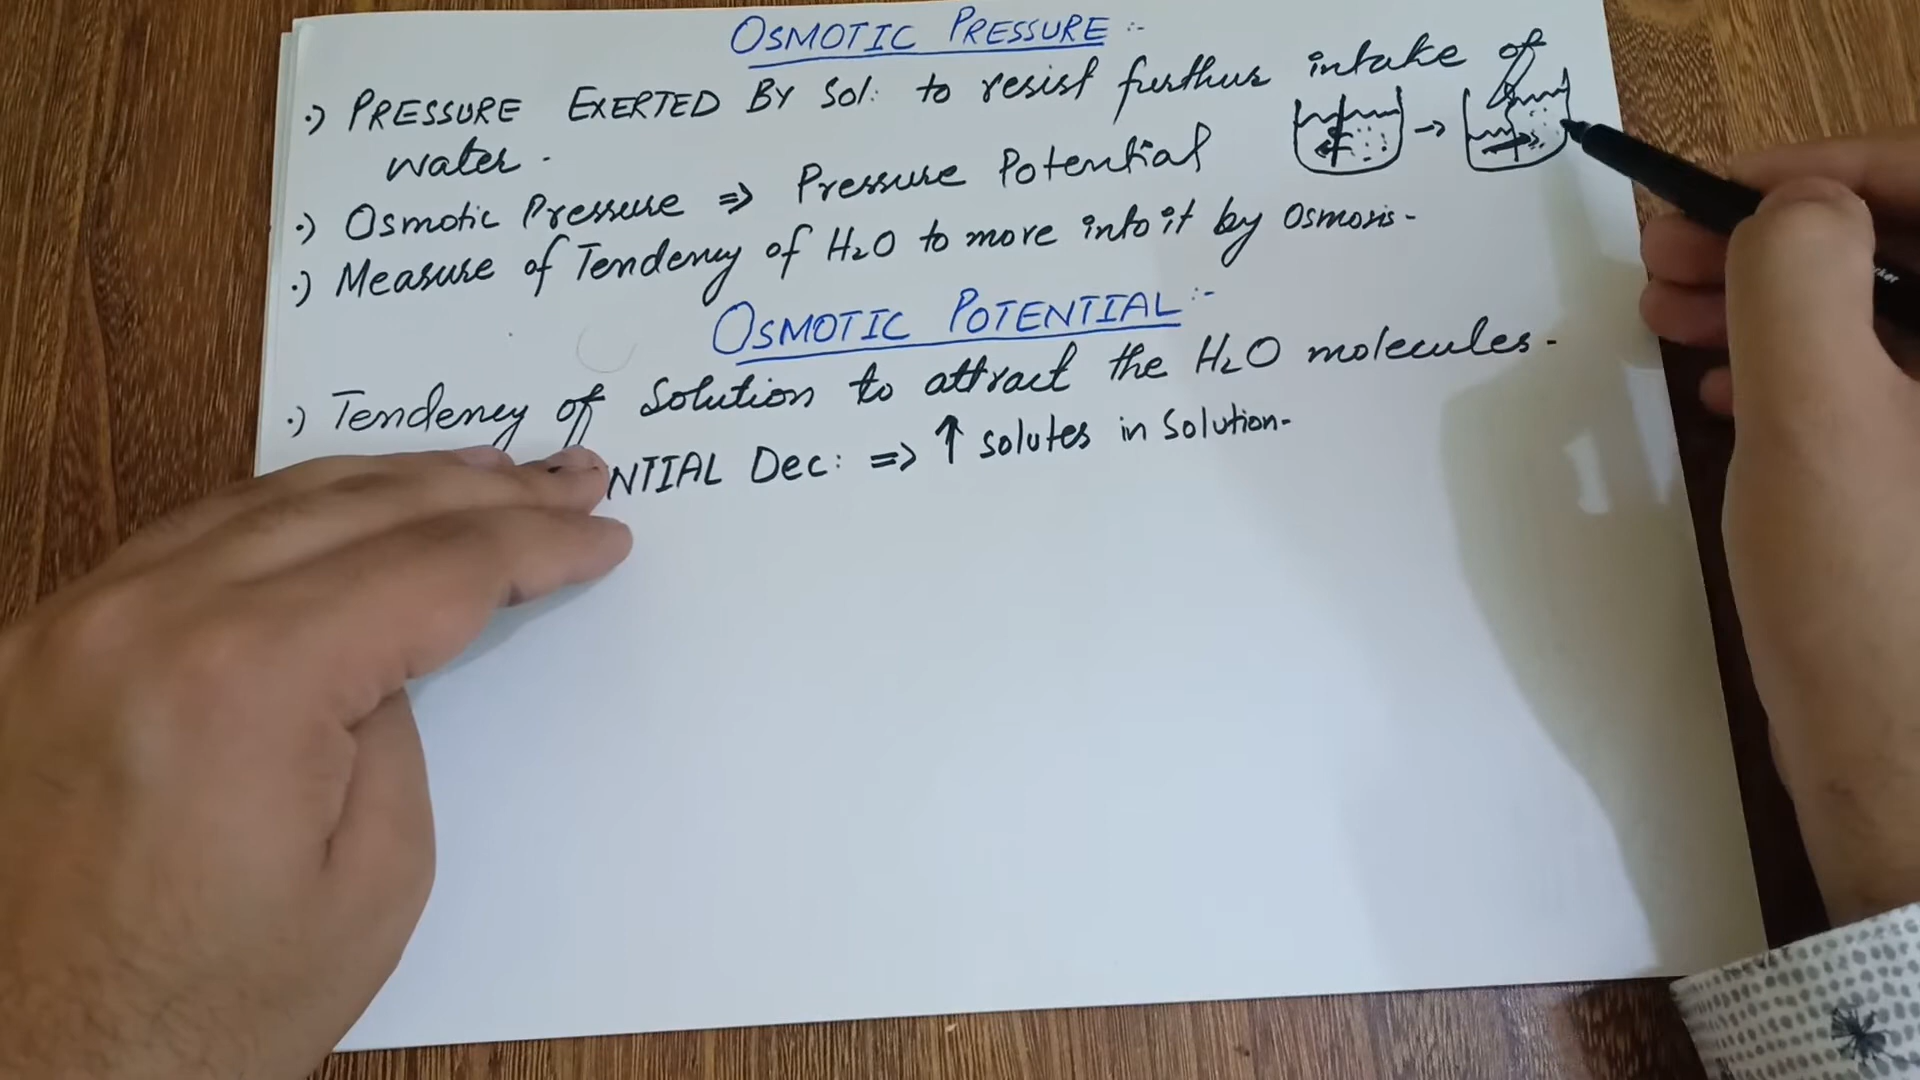 OSMOTIC PRESSURE :-
·) PRESSURE EXERTED BY Sol: to resist further intake of
water.
·) Osmotic Pressure => Pressure Potential
·) Measure of Tendency of H2O to more into it by Osmosis-
OSMOTIC POTENTIAL :-
·) Tendency of Solution to attract the H2O molecules-
NTIAL Dec: => ↑ solutes in Solution-